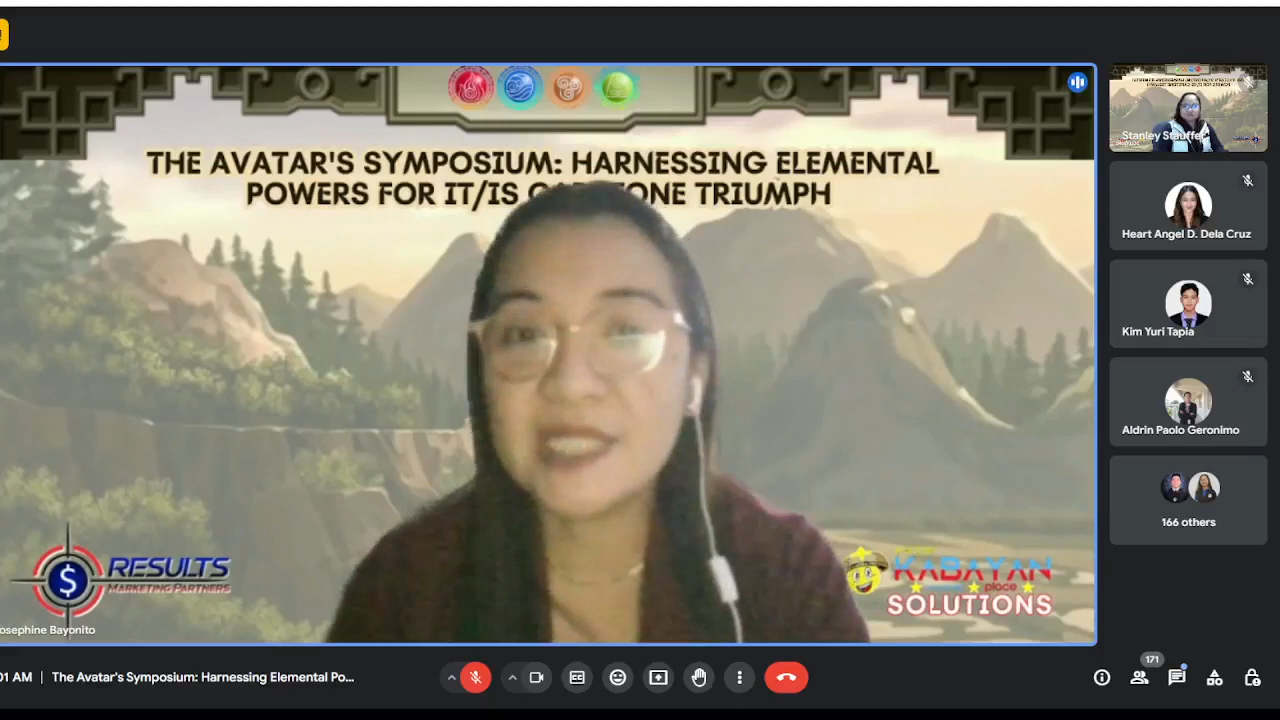 THE AVATAR'S SYMPOSIUM: HARNESSING ELEMENTAL
POWERS FOR IT/IS CAPSTONE TRIUMPH
RESULTS
MARKETING PARTNERS
KABAYAN
place
SOLUTIONS
osephine Bayonito
Stanley Stauffer
Heart Angel D. Dela Cruz
Kim Yuri Tapia
Aldrin Paolo Geronimo
166 others
01 AM | The Avatar's Symposium: Harnessing Elemental Po...
171